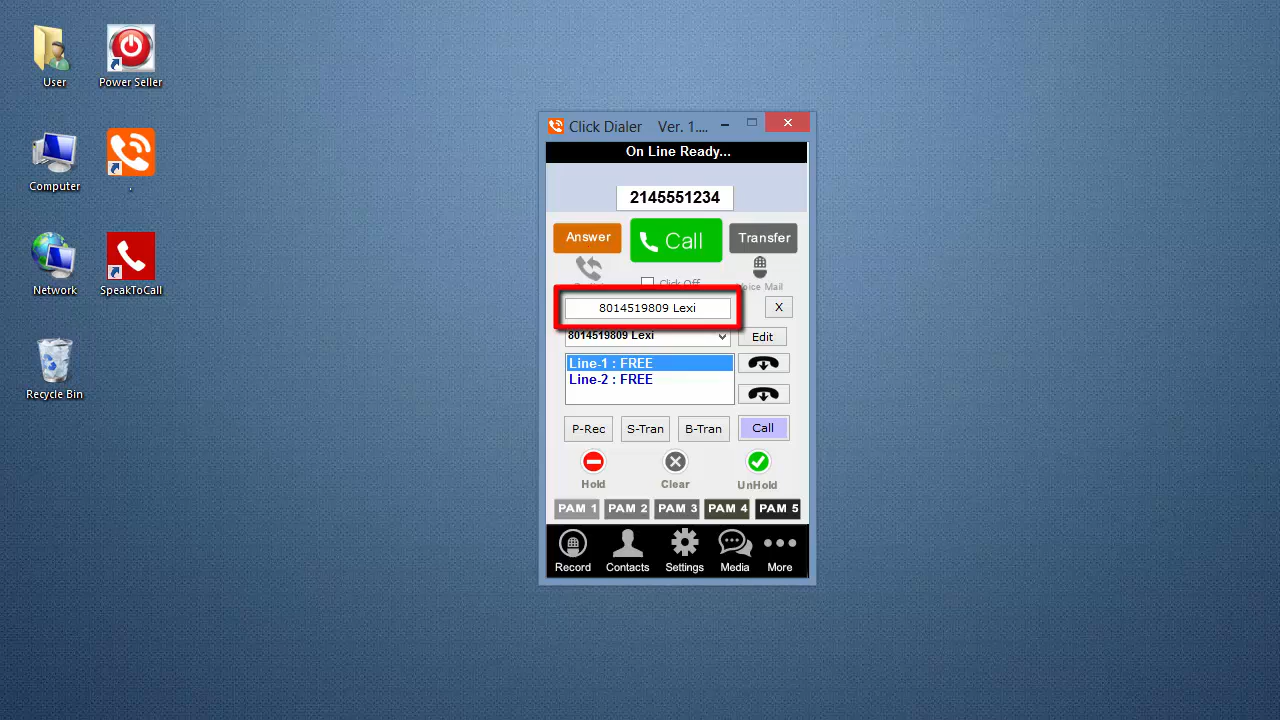 User
Power Seller
Computer
.
Network
SpeakToCall
Recycle Bin
Click Dialer Ver. 1....
On Line Ready...
2145551234
Answer
Call
Transfer
Click Off
Voice Mail
8014519809 Lexi
X
8014519809 Lexi
Edit
Line-1 : FREE
Line-2 : FREE
P-Rec
S-Tran
B-Tran
Call
Hold
Clear
UnHold
PAM 1
PAM 2
PAM 3
PAM 4
PAM 5
Record
Contacts
Settings
Media
More